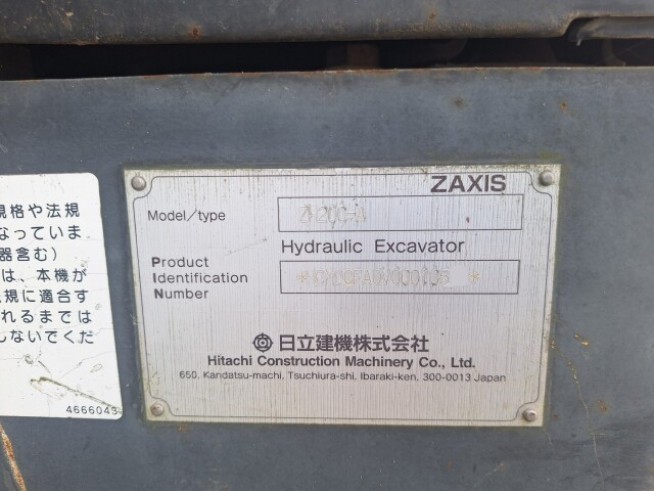 規格や法規
なっていま
器含む）
は、本機が
規に適合す
れるまでは
しないでくだ
4666043
ZAXIS
Model/type ZH200-A
Hydraulic Excavator
Product
Identification
Number
日立建機株式会社
Hitachi Construction Machinery Co., Ltd.
650, Kandatsu-machi, Tsuchiura-shi, Ibaraki-ken, 300-0013 Japan